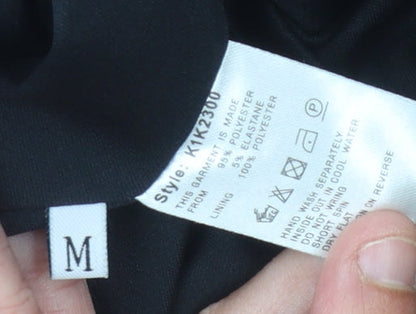 Style: K1K2300
THIS GARMENT IS MADE
FROM 95% POLYESTER
5% ELASTANE
LINING 100% POLYESTER
P
HAND WASH SEPARATELY
INSIDE OUT IN COOL WATER
DO NOT WRING
SHORT SPIN
DRY FLAT
ON REVERSE
M